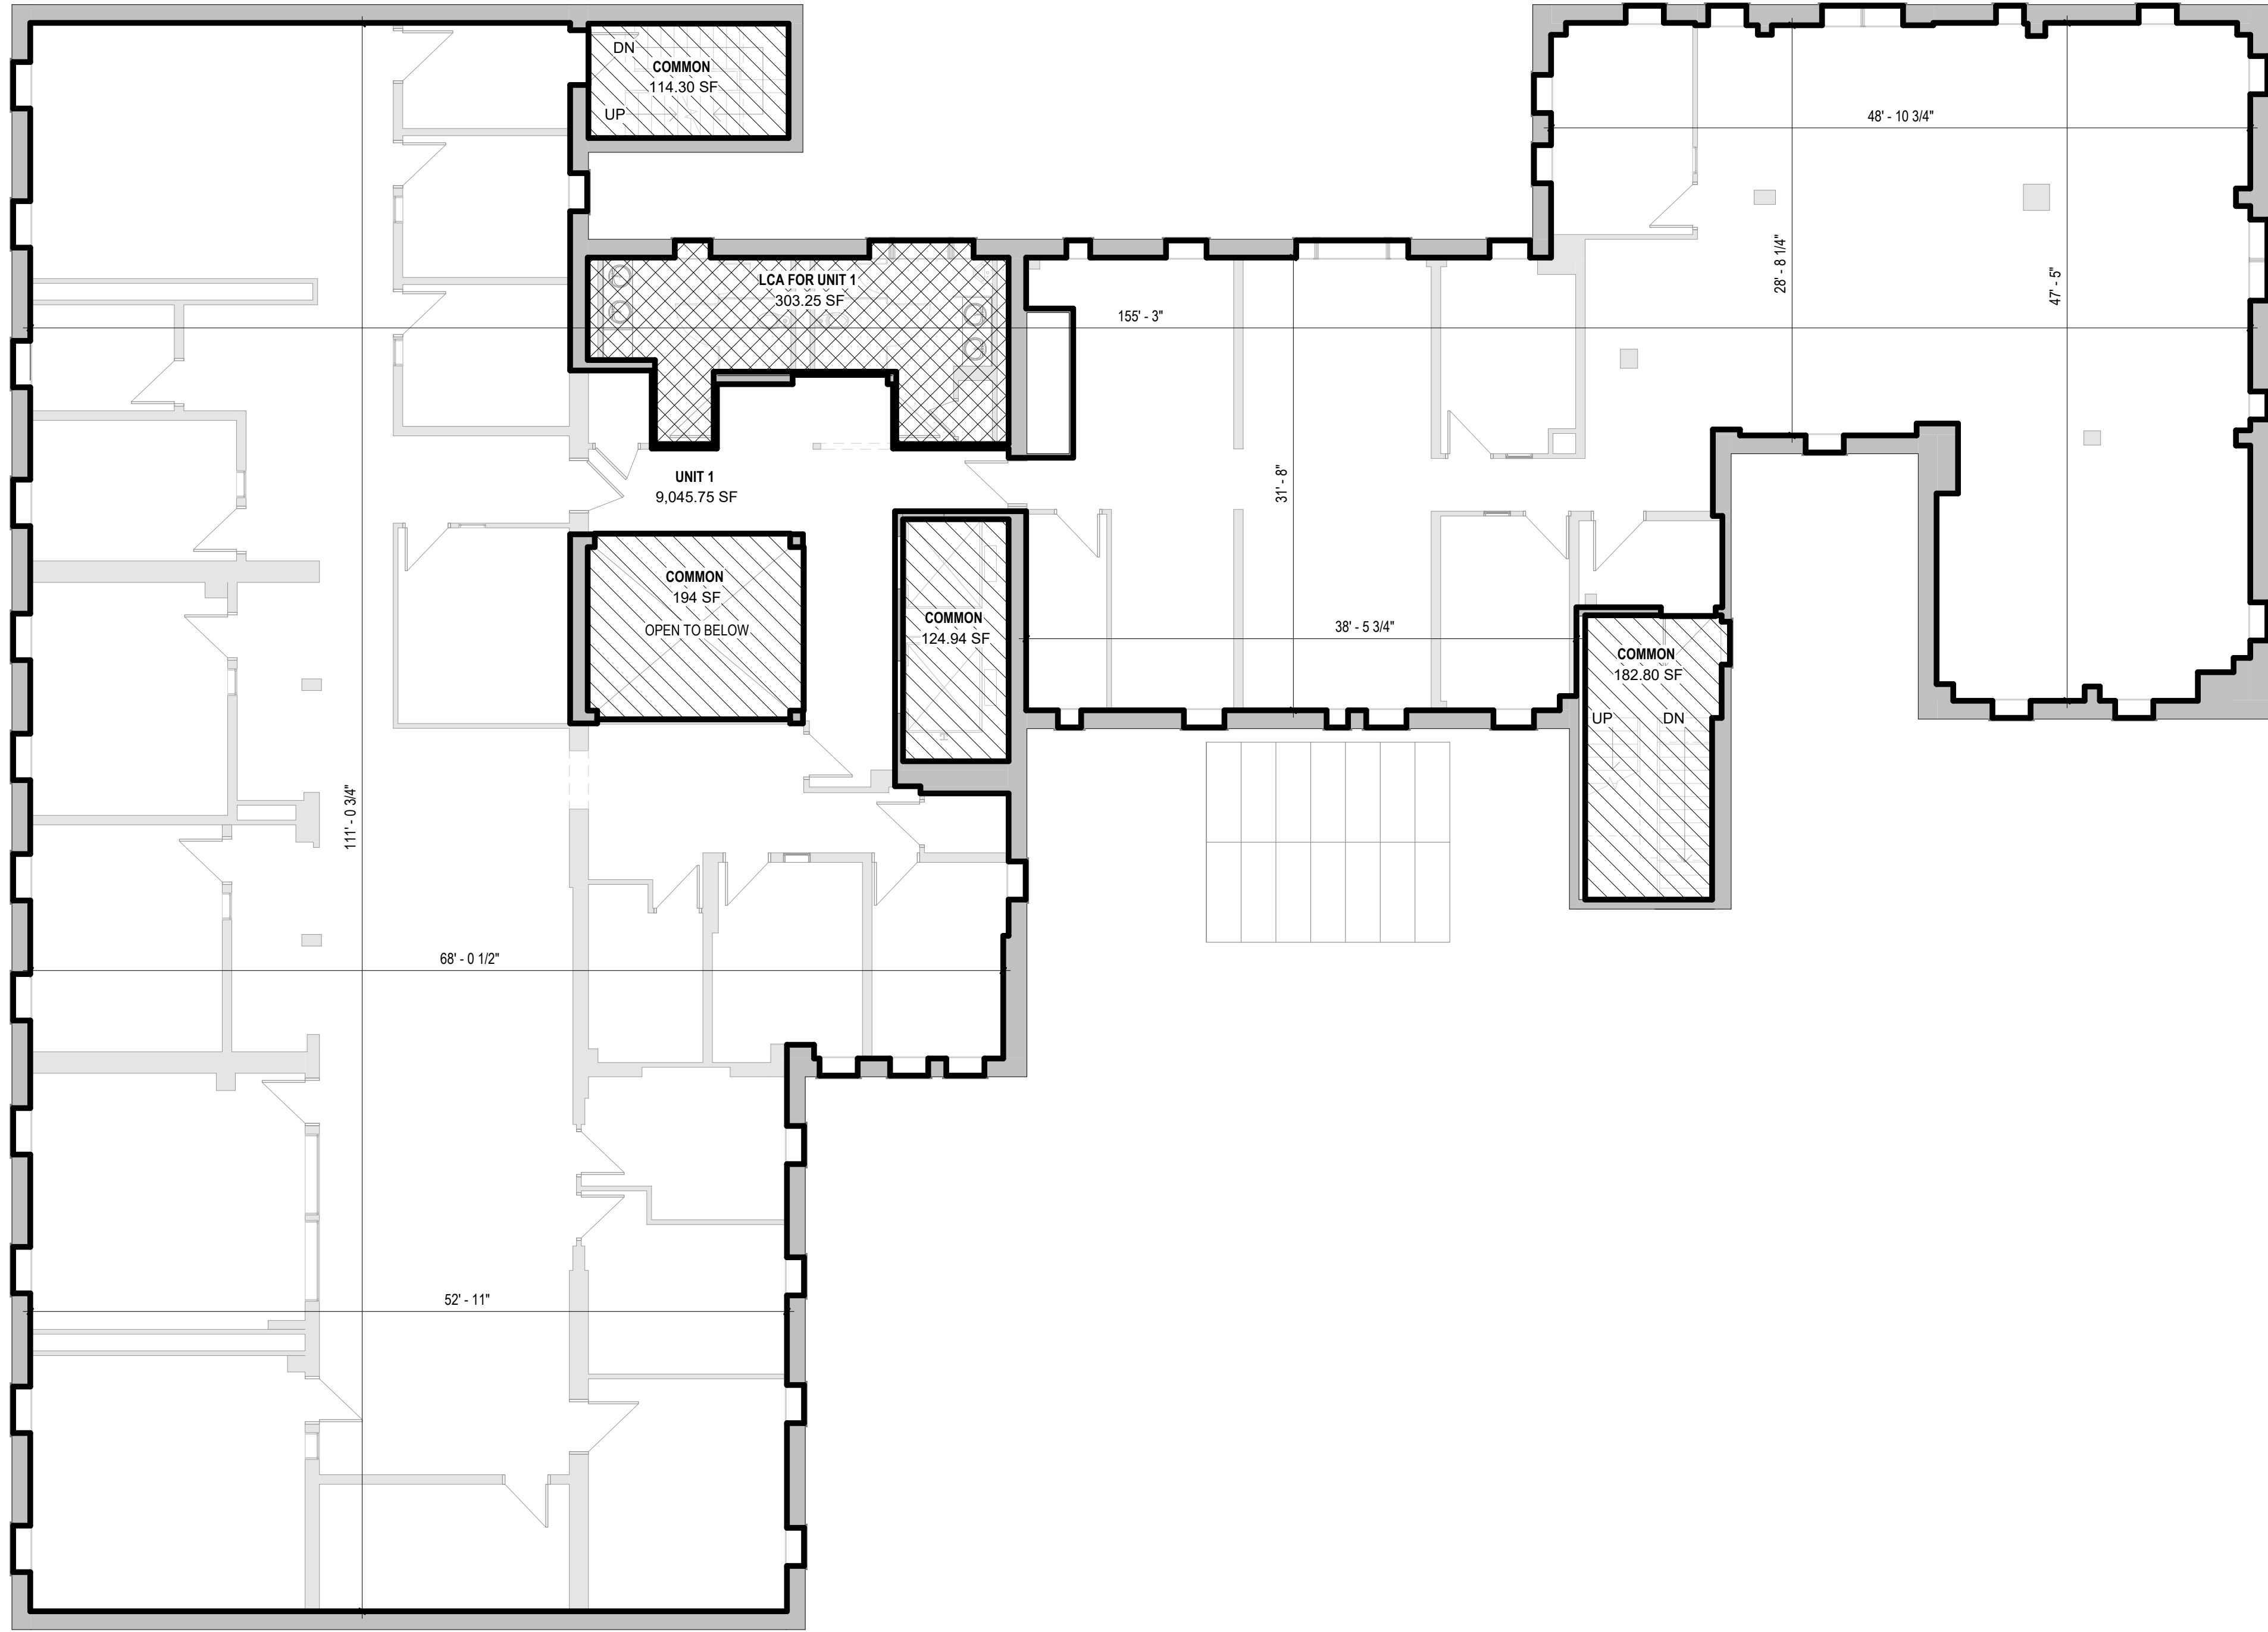 DN
COMMON
114.30 SF
UP
48' - 10 3/4"
28' - 8 1/4"
47' - 5"
LCA FOR UNIT 1
303.25 SF
155' - 3"
UNIT 1
9,045.75 SF
31' - 8"
COMMON
194 SF
OPEN TO BELOW
COMMON
124.94 SF
38' - 5 3/4"
COMMON
182.80 SF
UP
DN
111' - 0 3/4"
68' - 0 1/2"
52' - 11"